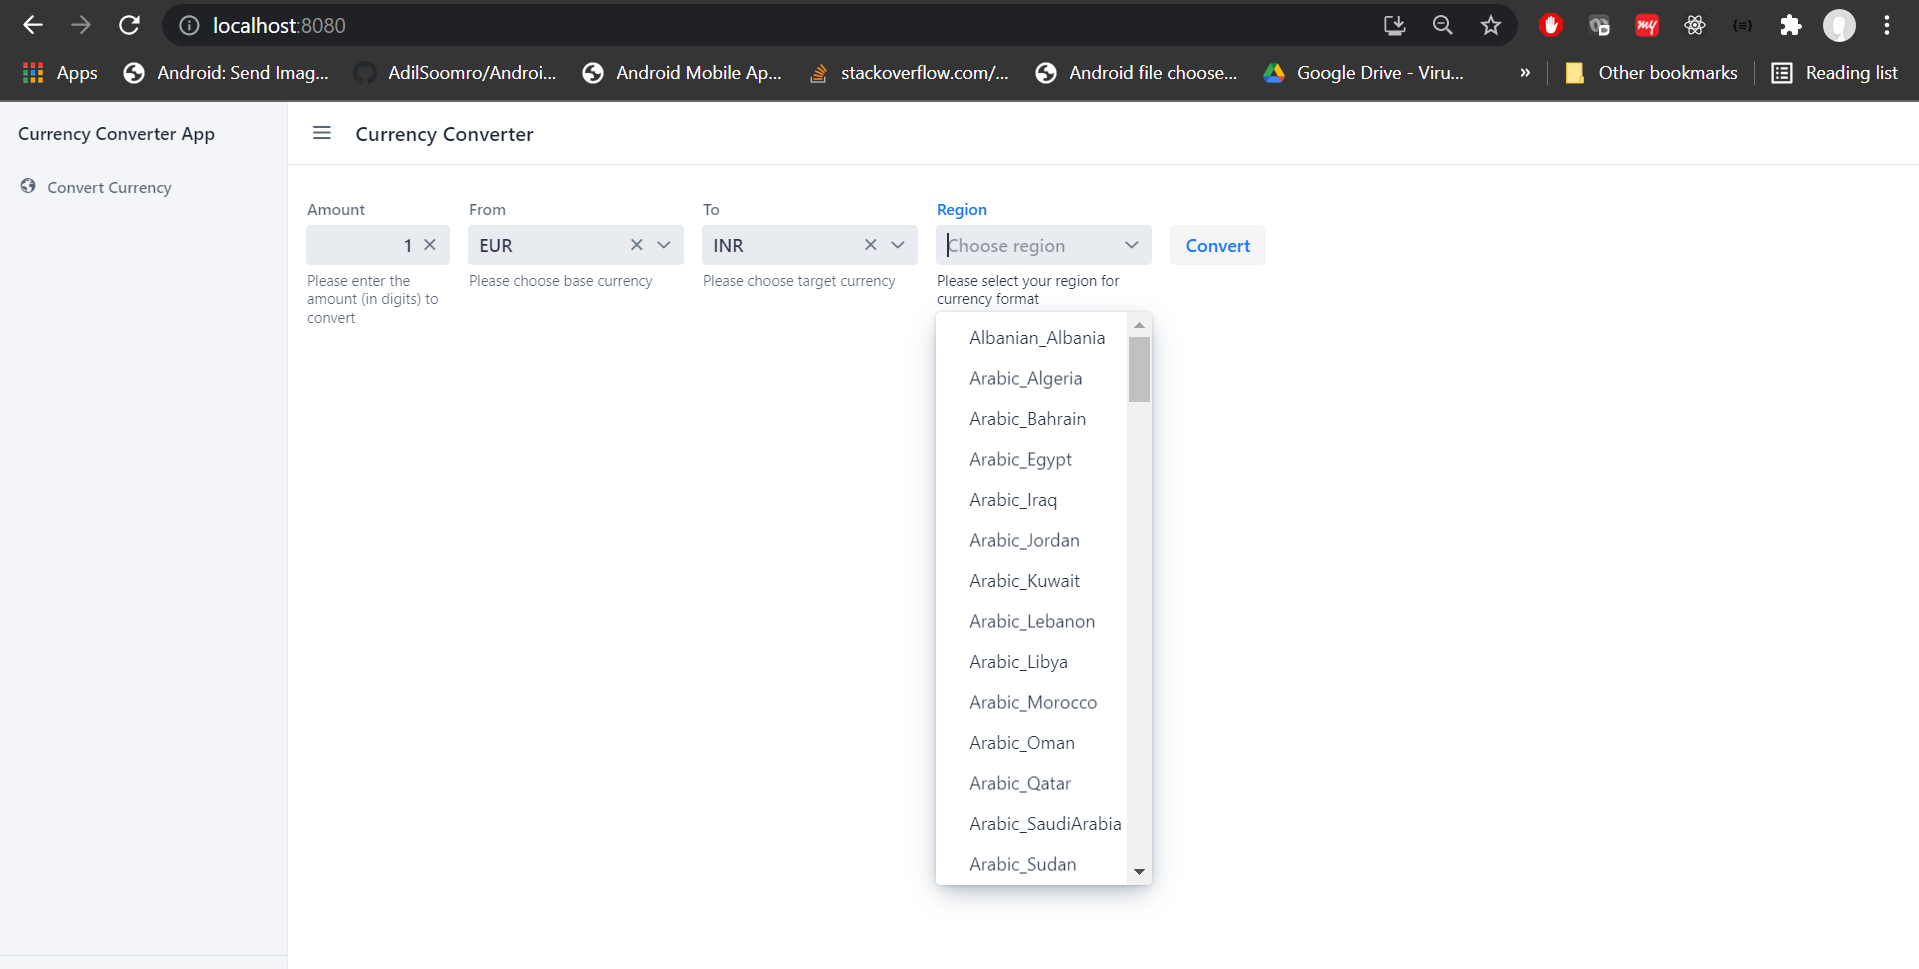 localhost:8080
Apps
Android: Send Imag...
AdilSoomro/Androi...
Android Mobile Ap...
stackoverflow.com/...
Android file choose...
Google Drive - Viru...
»
Other bookmarks
Reading list
Currency Converter App
Convert Currency
Currency Converter
Amount
From
To
Region
1
EUR
INR
Choose region
Convert
Please enter the
amount (in digits) to
convert
Please choose base currency
Please choose target currency
Please select your region for
currency format
Albanian_Albania
Arabic_Algeria
Arabic_Bahrain
Arabic_Egypt
Arabic_Iraq
Arabic_Jordan
Arabic_Kuwait
Arabic_Lebanon
Arabic_Libya
Arabic_Morocco
Arabic_Oman
Arabic_Qatar
Arabic_SaudiArabia
Arabic_Sudan